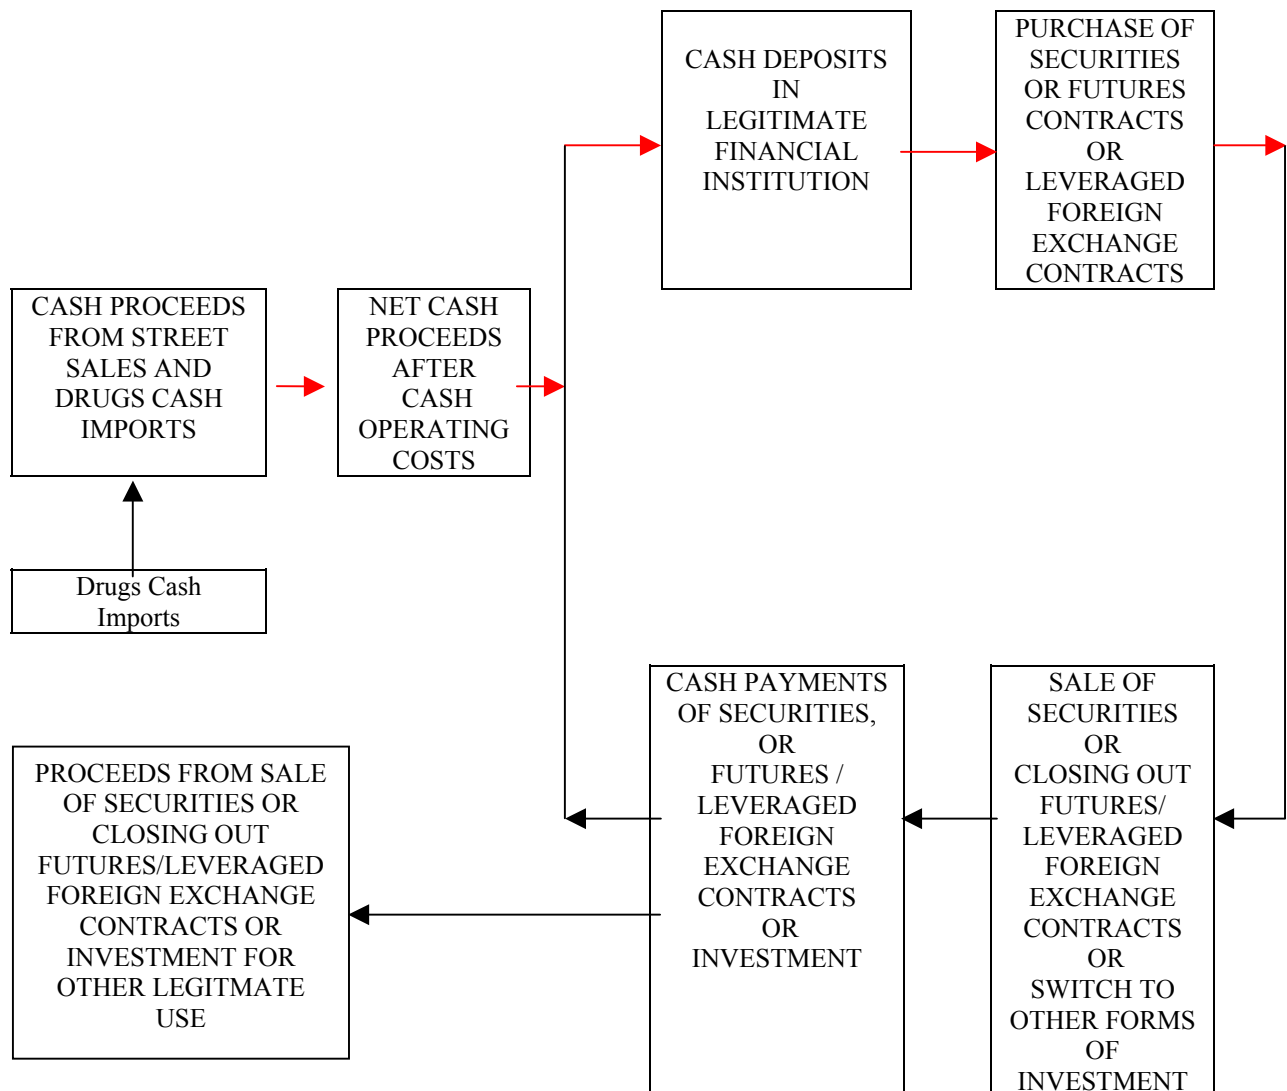 CASH DEPOSITS
IN
LEGITIMATE
FINANCIAL
INSTITUTION
PURCHASE OF
SECURITIES
OR FUTURES
CONTRACTS
OR
LEVERAGED
FOREIGN
EXCHANGE
CONTRACTS
CASH PROCEEDS
FROM STREET
SALES AND
DRUGS CASH
IMPORTS
NET CASH
PROCEEDS
AFTER
CASH
OPERATING
COSTS
Drugs Cash
Imports
CASH PAYMENTS
OF SECURITIES,
OR
FUTURES /
LEVERAGED
FOREIGN
EXCHANGE
CONTRACTS
OR
INVESTMENT
SALE OF
SECURITIES
OR
CLOSING OUT
FUTURES/
LEVERAGED
FOREIGN
EXCHANGE
CONTRACTS
OR
SWITCH TO
OTHER FORMS
OF
INVESTMENT
PROCEEDS FROM SALE
OF SECURITIES OR
CLOSING OUT
FUTURES/LEVERAGED
FOREIGN EXCHANGE
CONTRACTS OR
INVESTMENT FOR
OTHER LEGITMATE
USE